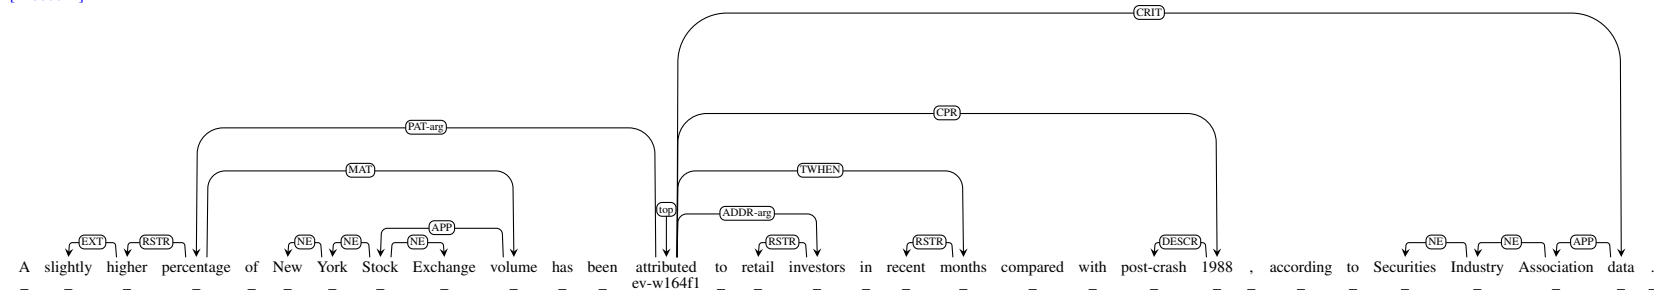 CRIT
CPR
PAT-arg
MAT
TWHEN
top
ADDR-arg
APP
EXT
RSTR
NE
NE
NE
RSTR
RSTR
DESCR
NE
NE
APP
A slightly higher percentage of New York Stock Exchange volume has been attributed to retail investors in recent months compared with post-crash 1988 , according to Securities Industry Association data .
_ _ _ _ _ _ _ _ _ _ _ _ ev-w164f1 _ _ _ _ _ _ _ _ _ _ _ _ _ _ _ _ _ _